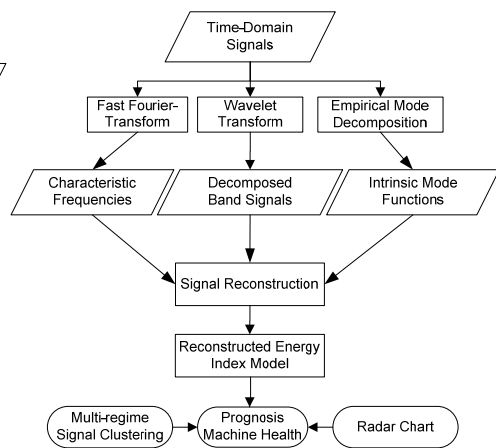 Time-Domain
Signals
Fast Fourier-
Transform
Wavelet
Transform
Empirical Mode
Decomposition
Characteristic
Frequencies
Decomposed
Band Signals
Intrinsic Mode
Functions
Signal Reconstruction
Reconstructed Energy
Index Model
Multi-regime
Signal Clustering
Prognosis
Machine Health
Radar Chart